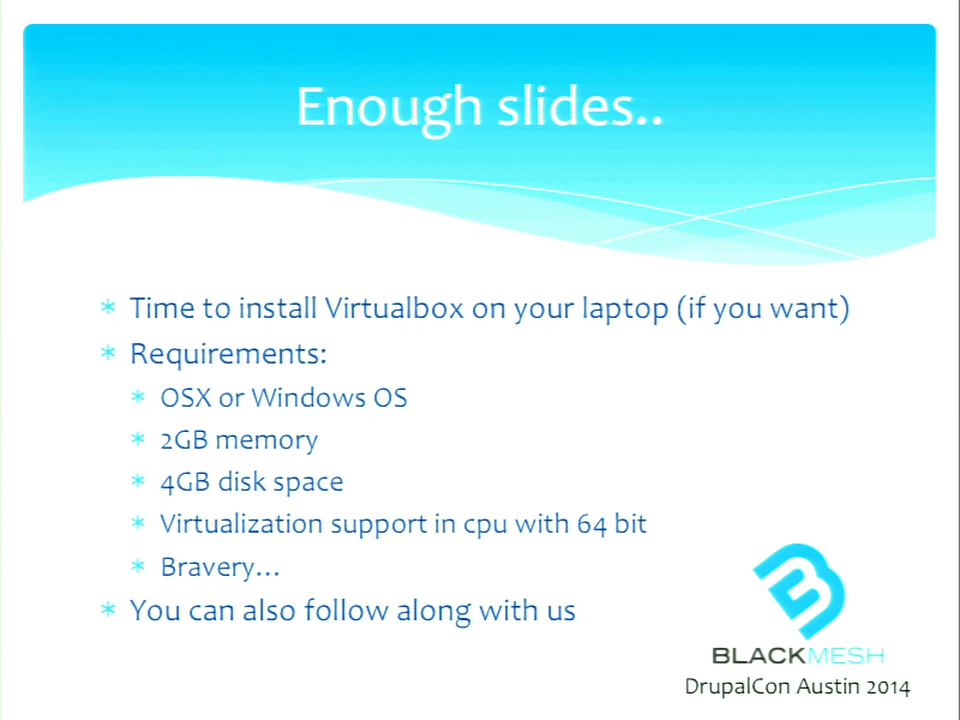 Enough slides..
* Time to install Virtualbox on your laptop (if you want)
* Requirements:
* OSX or Windows OS
* 2GB memory
* 4GB disk space
* Virtualization support in cpu with 64 bit
* Bravery…
* You can also follow along with us
BLACKMESH
DrupalCon Austin 2014